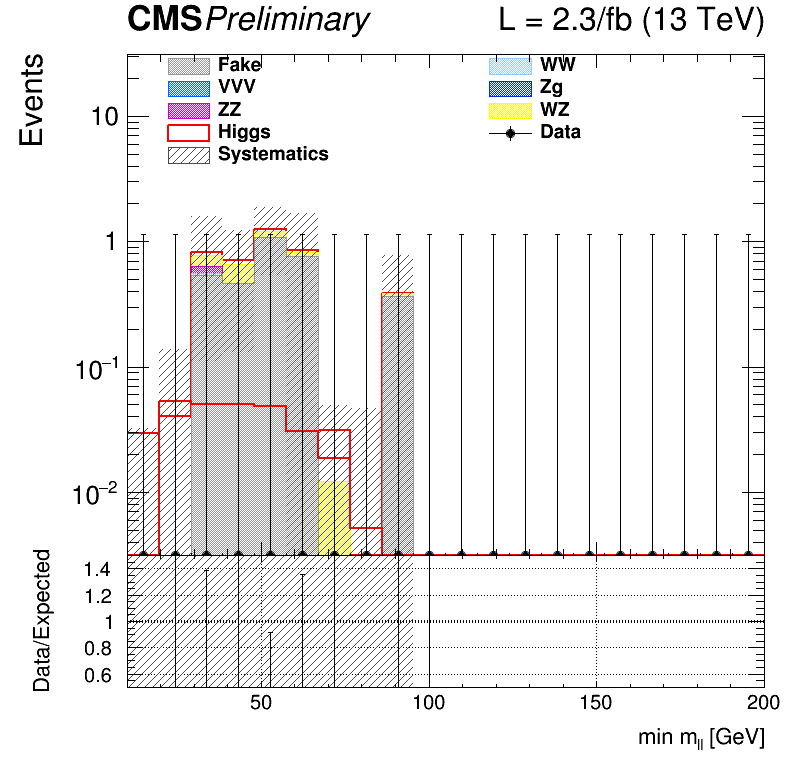 CMS Preliminary L = 2.3/fb (13 TeV)
Events
Fake
VVV
ZZ
Higgs
Systematics
WW
Zg
WZ
Data
10
1
10−1
10−2
Data/Expected
1.4
1.2
1
0.8
0.6
50 100 150 200
min mll [GeV]